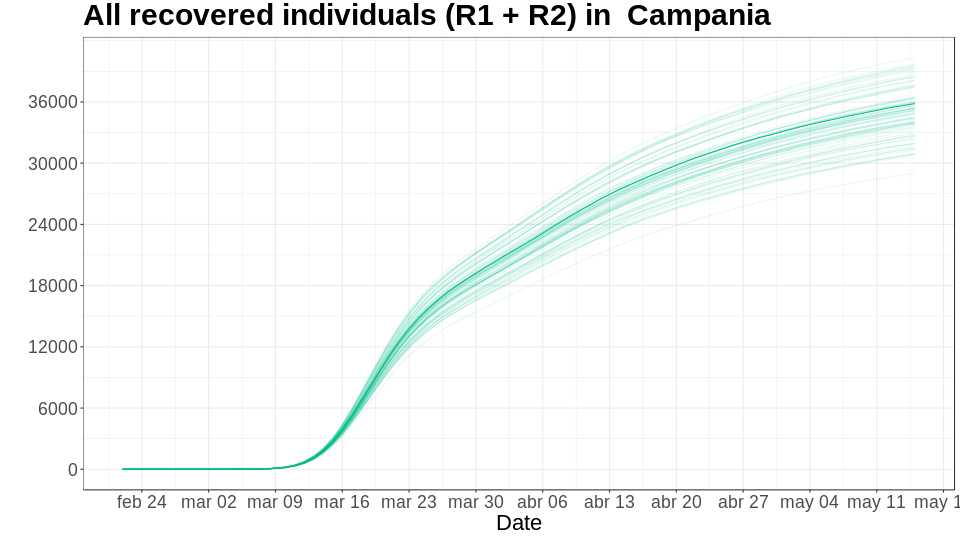 All recovered individuals (R1 + R2) in  Campania
36000
30000
24000
18000
12000
6000
0
feb 24 mar 02 mar 09 mar 16 mar 23 mar 30 abr 06 abr 13 abr 20 abr 27 may 04 may 11 may 1
Date